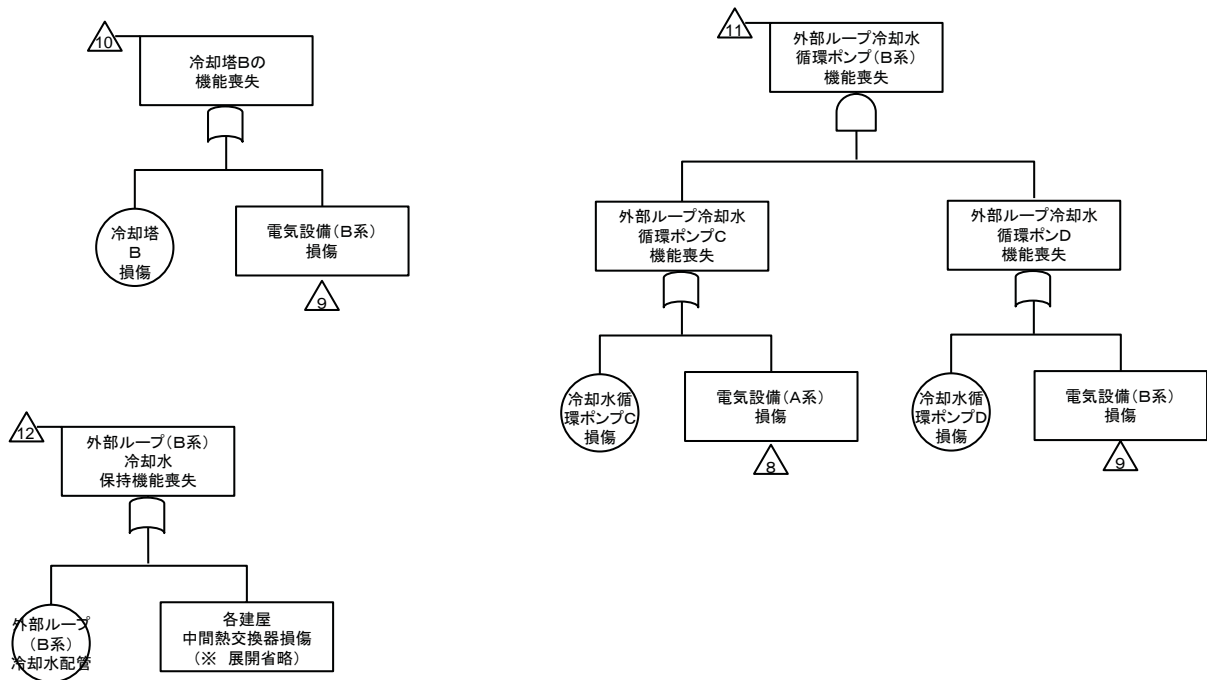 10
冷却塔Bの
機能喪失
冷却塔
B
損傷
電気設備(B系)
損傷
9
11
外部ループ冷却水
循環ポンプ(B系)
機能喪失
外部ループ冷却水
循環ポンプC
機能喪失
外部ループ冷却水
循環ポンD
機能喪失
冷却水循
環ポンプC
損傷
電気設備(A系)
損傷
8
冷却水循
環ポンプD
損傷
電気設備(B系)
損傷
9
12
外部ループ(B系)
冷却水
保持機能喪失
外部ループ
(B系)
冷却水配管
各建屋
中間熱交換器損傷
(※ 展開省略)